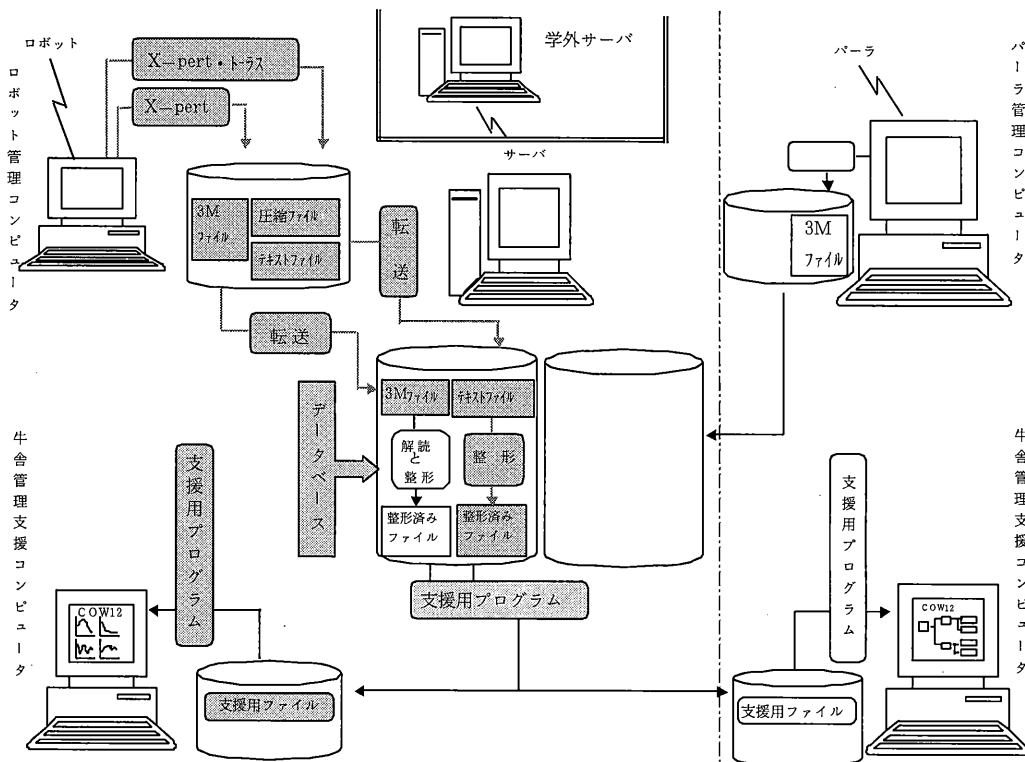 ロボット
ロボット管理コンピュータ
X—pert・トーラス
X—pert
学外サーバ
サーバ
パーラ
パーラ管理コンピュータ
3M
ファイル
圧縮ファイル
テキストファイル
転送
転送
3M
ファイル
データベース
3Mファイル
テキストファイル
解読
と
整形
整形
整形済み
ファイル
整形済み
ファイル
支援用プログラム
牛舎管理支援コンピュータ
支援用プログラム
COW12
支援用ファイル
支援用プログラム
COW12
支援用ファイル
牛舎管理支援コンピュータ